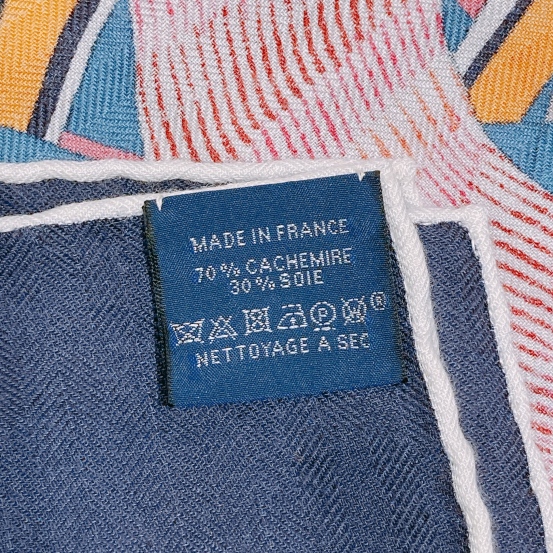 MADE IN FRANCE
70 % CACHEMIRE
30 % SOIE
P W ®
NETTOYAGE A SEC